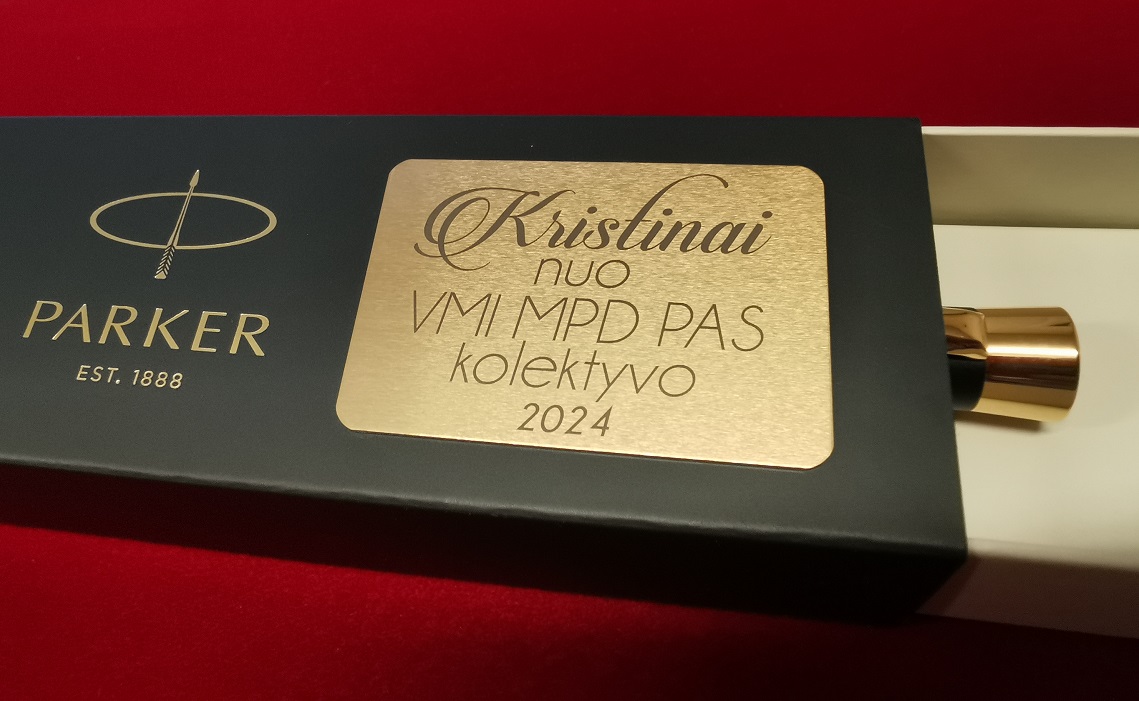 PARKER
EST. 1888
Kristinai
nuo
VMI MPD PAS
kolektyvo
2024